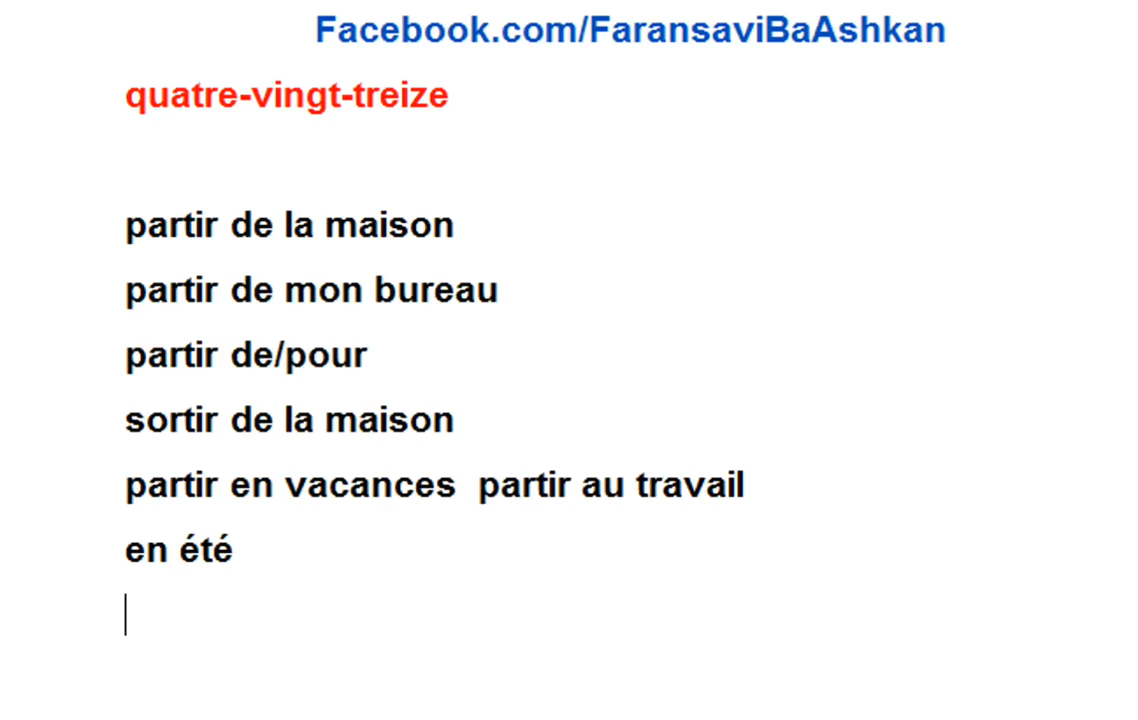 Facebook.com/FaransaviBaAshkan
quatre-vingt-treize
partir de la maison
partir de mon bureau
partir de/pour
sortir de la maison
partir en vacances  partir au travail
en été